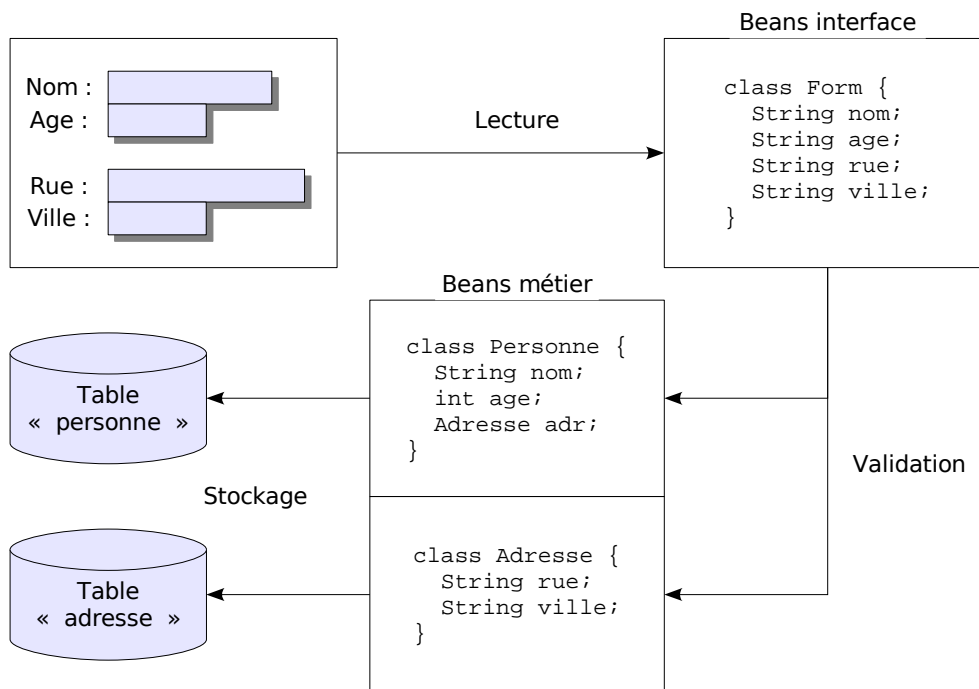 Nom :
Age :
Rue :
Ville :
Lecture
Beans interface
class Form {
String nom;
String age;
String rue;
String ville;
}
Beans métier
class Personne {
String nom;
int age;
Adresse adr;
}
class Adresse {
String rue;
String ville;
}
Validation
Table
« personne »
Stockage
Table
« adresse »